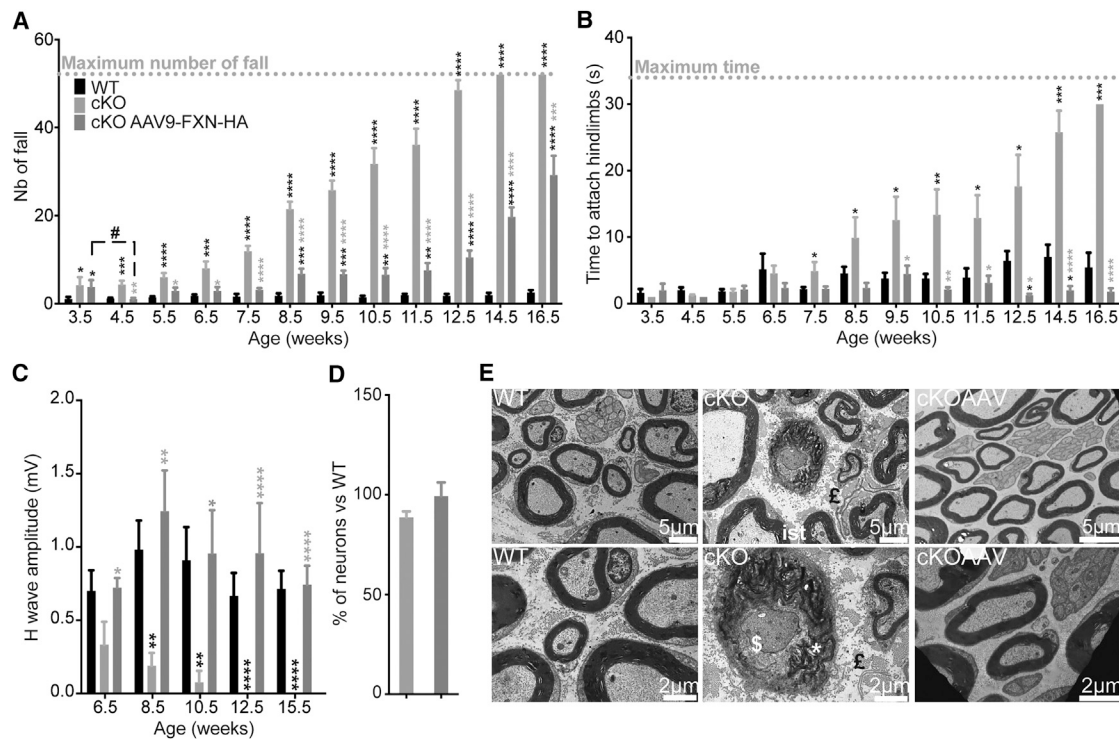 A
60
Maximum number of fall
WT
cKO
cKO AAV9-FXN-HA
40
20
0
Nb of fall
* * # *** ** **** * *** * **** **** **** *** **** **** *** **** **** ** **** **** ** **** **** **** **** **** **** **** **** **** ***
3.5 4.5 5.5 6.5 7.5 8.5 9.5 10.5 11.5 12.5 14.5 16.5
Age (weeks)
B
40
Maximum time
30
20
10
0
Time to attach hindlimbs (s)
* * * * ** ** * * * * **** *** * **** *** ****
3.5 4.5 5.5 6.5 7.5 8.5 9.5 10.5 11.5 12.5 14.5 16.5
Age (weeks)
C
2.0
1.5
1.0
0.5
0.0
H wave amplitude (mV)
* ** ** ** * **** **** **** ****
6.5 8.5 10.5 12.5 15.5
Age (weeks)
D
150
100
50
0
% of neurons vs WT
E
WT cKO cKOAAV
£
ist
5µm 5µm 5µm
WT cKO cKOAAV
$ * £
2µm 2µm 2µm